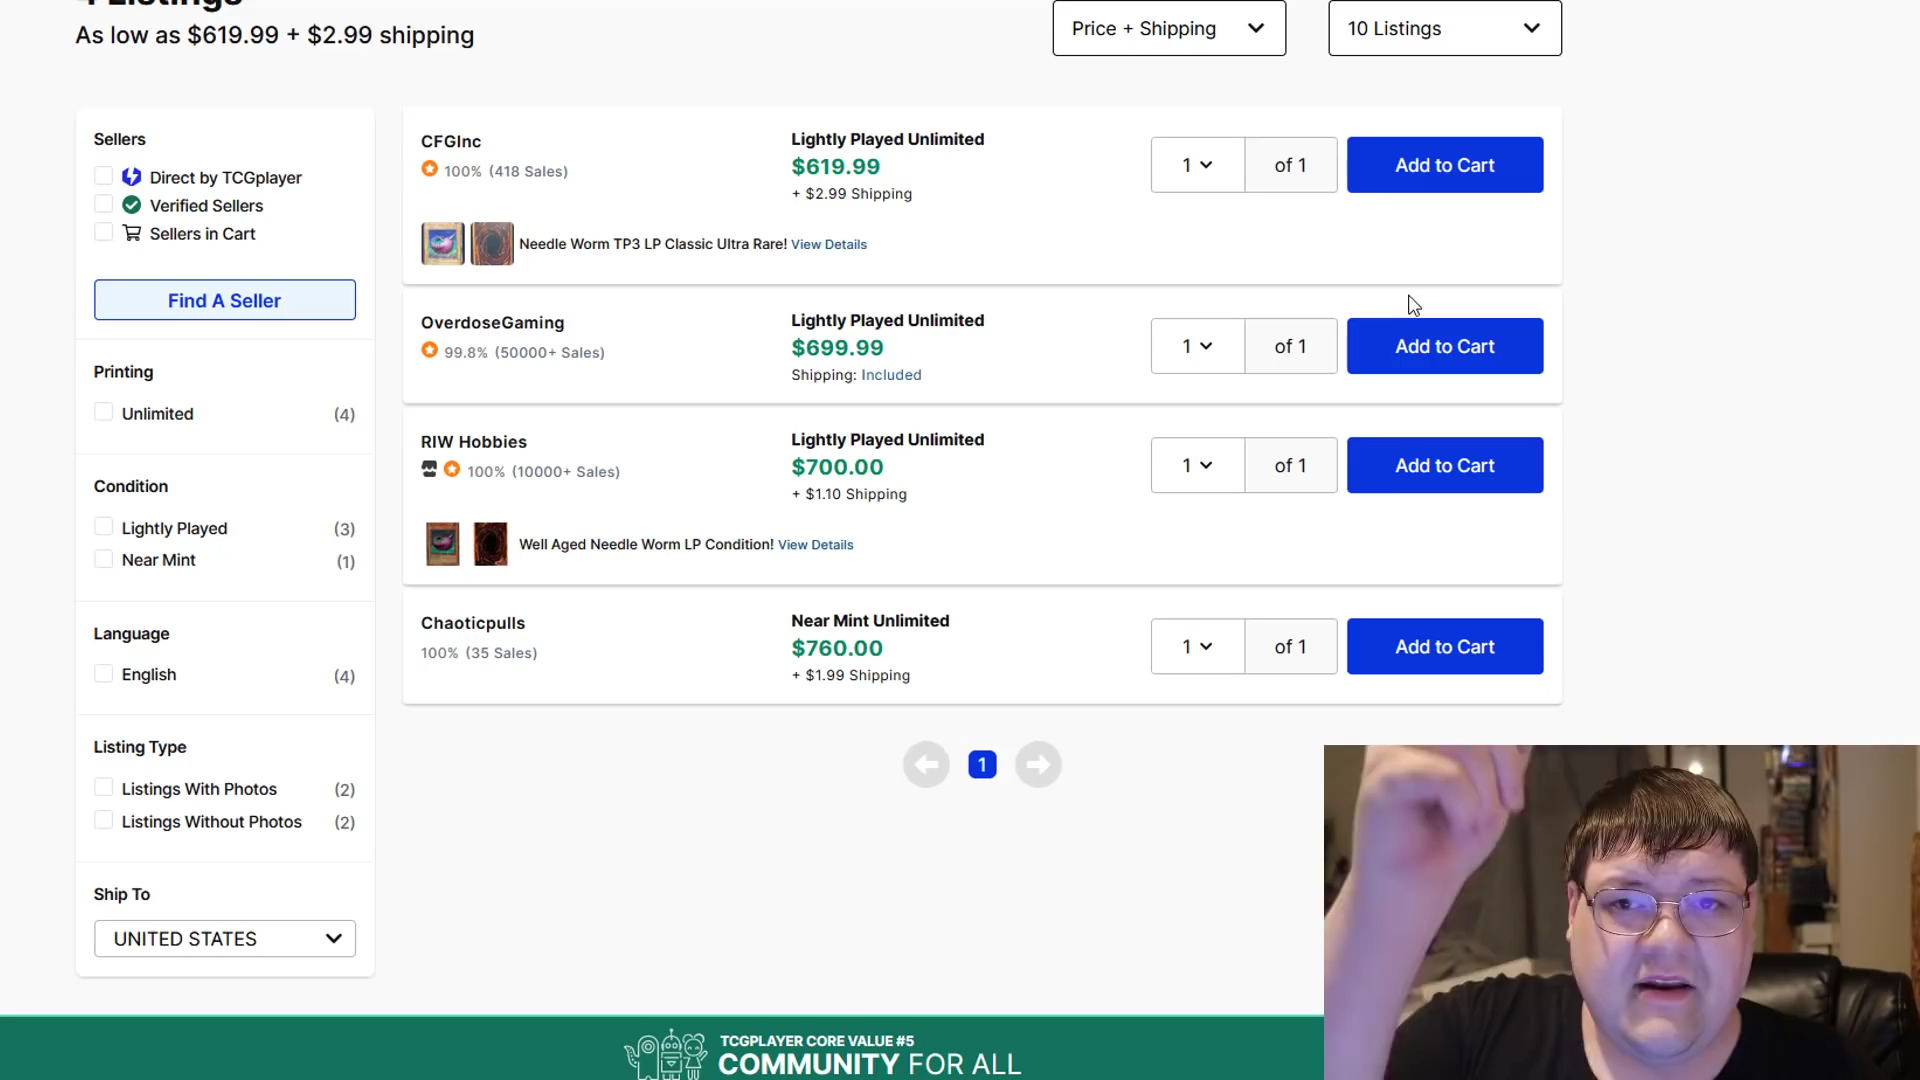 4 Listings
As low as $619.99 + $2.99 shipping
Price + Shipping
10 Listings
Sellers
Direct by TCGplayer
Verified Sellers
Sellers in Cart
Find A Seller
Printing
Unlimited (4)
Condition
Lightly Played (3)
Near Mint (1)
Language
English (4)
Listing Type
Listings With Photos (2)
Listings Without Photos (2)
Ship To
UNITED STATES
CFGInc
100% (418 Sales)
Lightly Played Unlimited
$619.99
+ $2.99 Shipping
1 of 1
Add to Cart
Needle Worm TP3 LP Classic Ultra Rare! View Details
OverdoseGaming
99.8% (50000+ Sales)
Lightly Played Unlimited
$699.99
Shipping: Included
1 of 1
Add to Cart
RIW Hobbies
100% (10000+ Sales)
Lightly Played Unlimited
$700.00
+ $1.10 Shipping
1 of 1
Add to Cart
Well Aged Needle Worm LP Condition! View Details
Chaoticpulls
100% (35 Sales)
Near Mint Unlimited
$760.00
+ $1.99 Shipping
1 of 1
Add to Cart
1
TCGPLAYER CORE VALUE #5
COMMUNITY FOR ALL